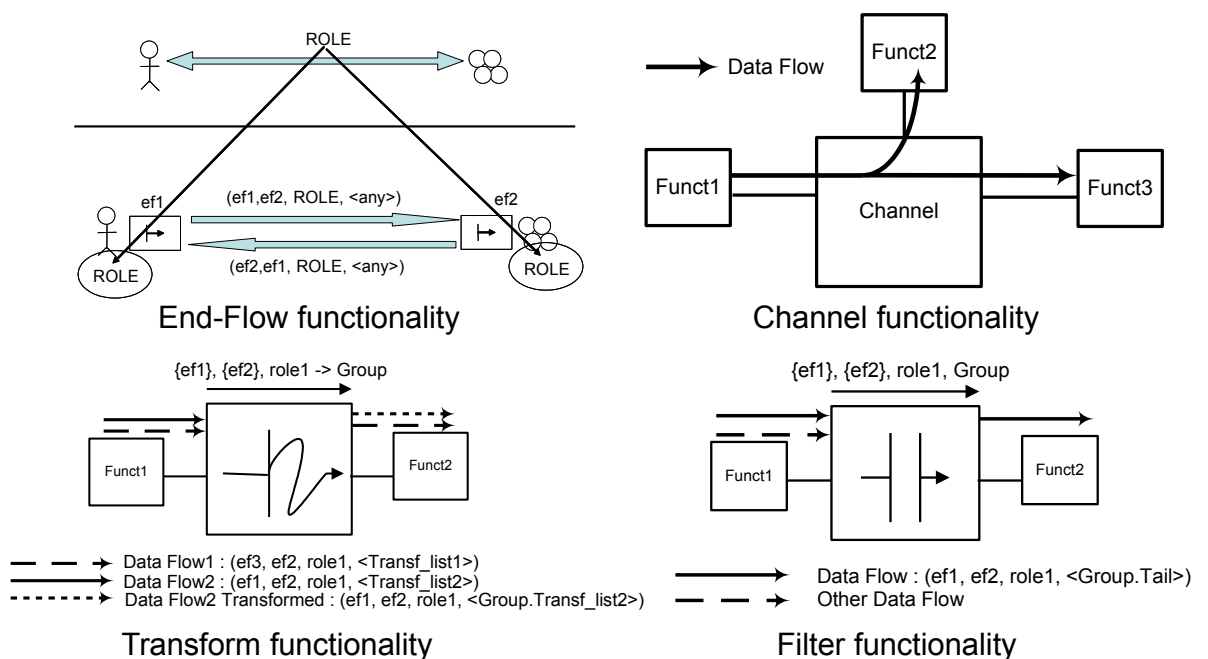 ROLE
ef1
(ef1,ef2, ROLE, <any>)
ef2
(ef2,ef1, ROLE, <any>)
ROLE
ROLE
End-Flow functionality
Data Flow
Funct2
Funct1
Channel
Funct3
Channel functionality
{ef1}, {ef2}, role1 -> Group
Funct1
Funct2
Data Flow1 : (ef3, ef2, role1, <Transf_list1>)
Data Flow2 : (ef1, ef2, role1, <Transf_list2>)
Data Flow2 Transformed : (ef1, ef2, role1, <Group.Transf_list2>)
Transform functionality
{ef1}, {ef2}, role1, Group
Funct1
Funct2
Data Flow : (ef1, ef2, role1, <Group.Tail>)
Other Data Flow
Filter functionality